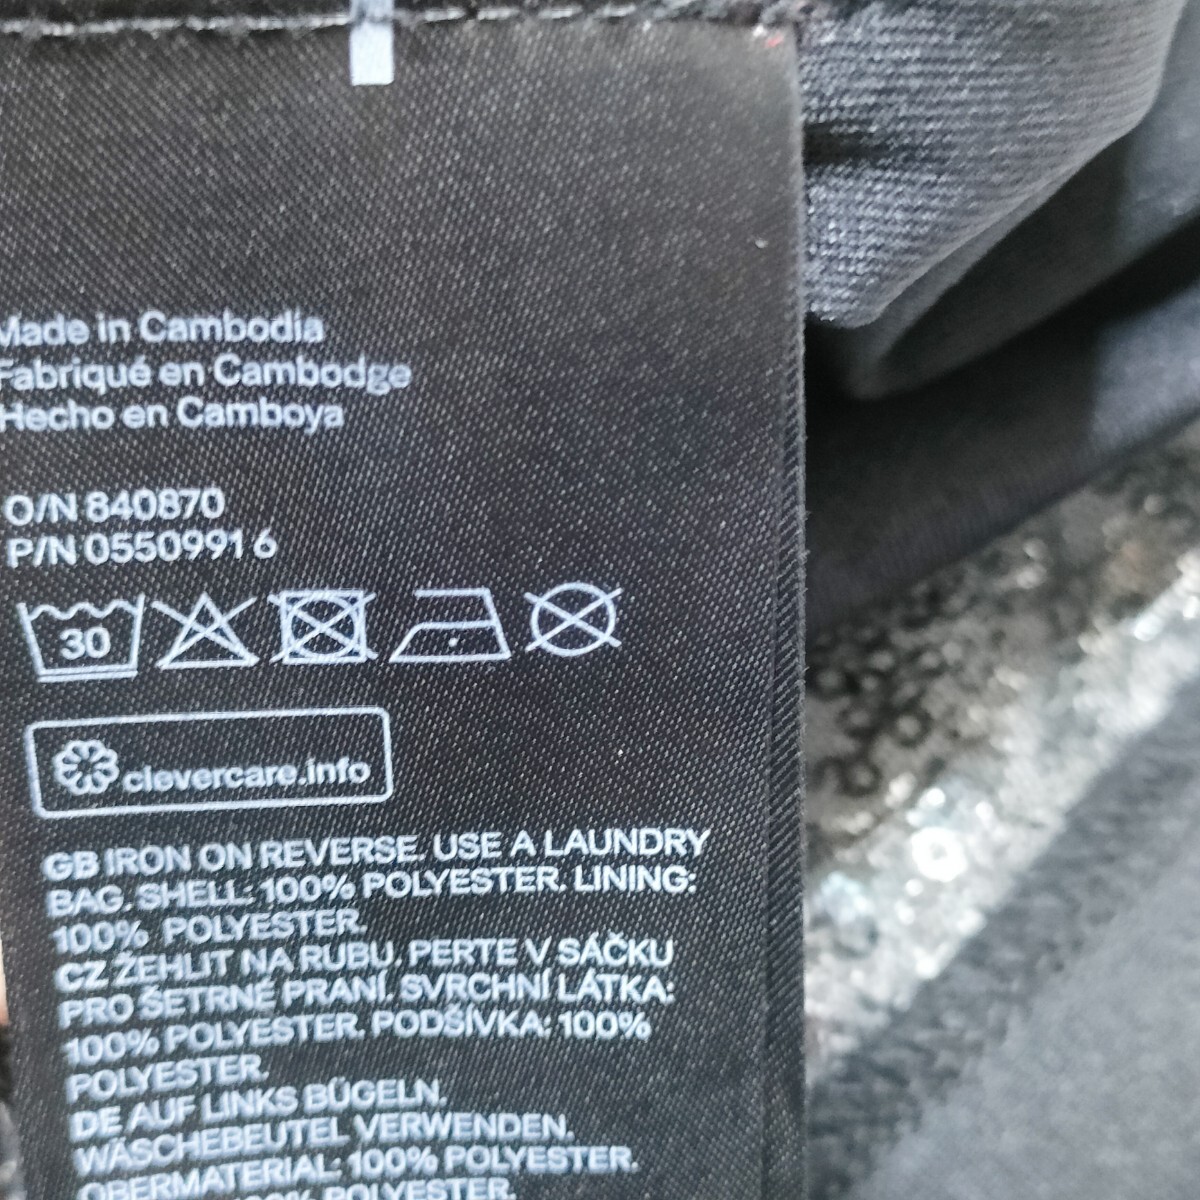 Made in Cambodia
Fabriqué en Cambodge
Hecho en Camboya
O/N 840870
P/N 05509916
30
clevercare.info
GB IRON ON REVERSE. USE A LAUNDRY
BAG. SHELL: 100% POLYESTER. LINING:
100% POLYESTER.
CZ ŽEHLIT NA RUBU. PERTE V SÁČKU
PRO ŠETRNÉ PRANÍ. SVRCHNÍ LÁTKA:
100% POLYESTER. PODŠÍVKA: 100%
POLYESTER.
DE AUF LINKS BÜGELN.
WÄSCHEBEUTEL VERWENDEN.
OBERMATERIAL: 100% POLYESTER.
POLYESTER.